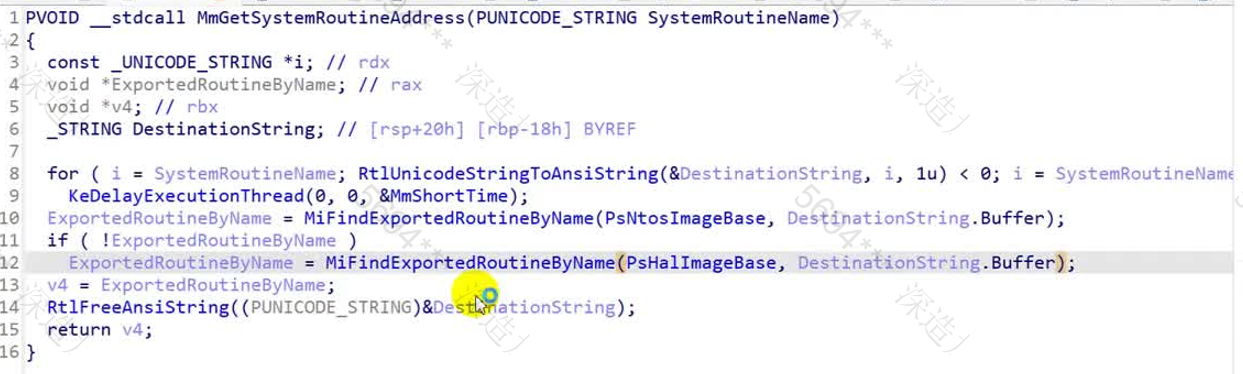 1 PVOID __stdcall MmGetSystemRoutineAddress(PUNICODE_STRING SystemRoutineName)
2 {
3 const _UNICODE_STRING *i; // rdx
4 void *ExportedRoutineByName; // rax
5 void *v4; // rbx
6 _STRING DestinationString; // [rsp+20h] [rbp-18h] BYREF
7
8 for ( i = SystemRoutineName; RtlUnicodeStringToAnsiString(&DestinationString, i, 1u) < 0; i = SystemRoutineName
9 KeDelayExecutionThread(0, 0, &MmShortTime);
10 ExportedRoutineByName = MiFindExportedRoutineByName(PsNtosImageBase, DestinationString.Buffer);
11 if ( !ExportedRoutineByName )
12 ExportedRoutineByName = MiFindExportedRoutineByName(PsHalImageBase, DestinationString.Buffer);
13 v4 = ExportedRoutineByName;
14 RtlFreeAnsiString((PUNICODE_STRING)&DestinationString);
15 return v4;
16 }